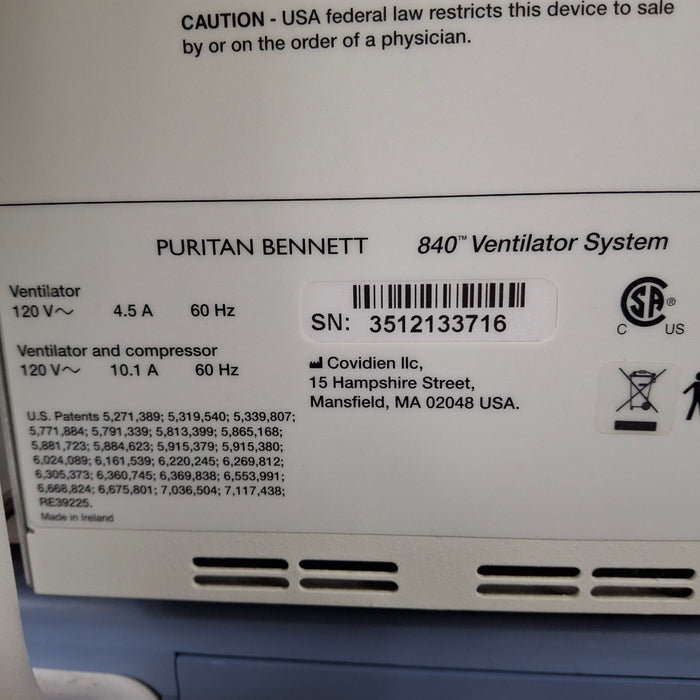 CAUTION - USA federal law restricts this device to sale
by or on the order of a physician.
PURITAN BENNETT 840™ Ventilator System
Ventilator
120 V~ 4.5 A 60 Hz
SN: 3512133716
SA ®
C US
Ventilator and compressor
120 V~ 10.1 A 60 Hz
Covidien llc,
15 Hampshire Street,
Mansfield, MA 02048 USA.
U.S. Patents 5,271,389; 5,319,540; 5,339,807;
5,771,884; 5,791,339; 5,813,399; 5,865,168;
5,881,723; 5,884,623; 5,915,379; 5,915,380;
6,024,089; 6,161,539; 6,220,245; 6,269,812;
6,305,373; 6,360,745; 6,369,838; 6,553,991;
6,668,824; 6,675,801; 7,036,504; 7,117,438;
RE39225.
Made in Ireland